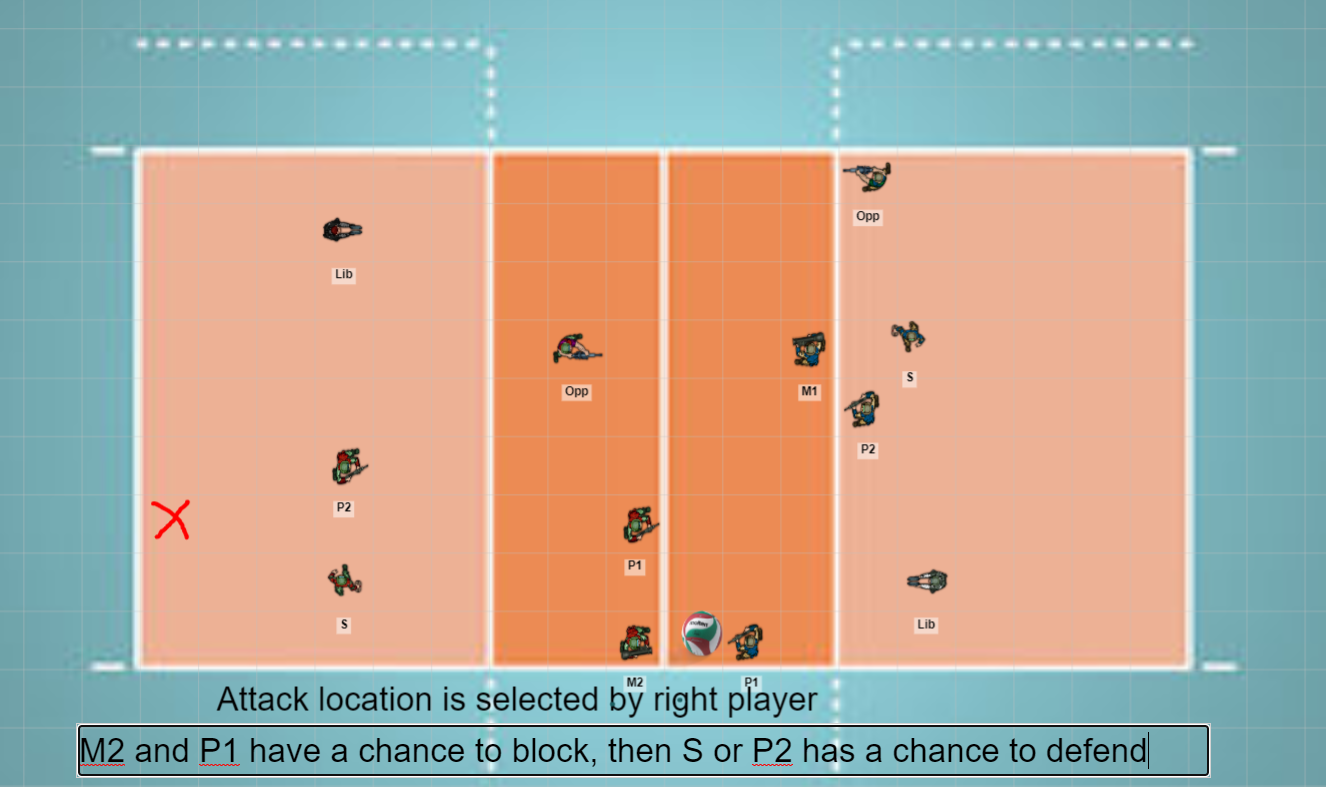 Opp
Lib
S
Opp
M1
P2
P2
P1
S
Lib
M2
P1
Attack location is selected by right player
M2 and P1 have a chance to block, then S or P2 has a chance to defend